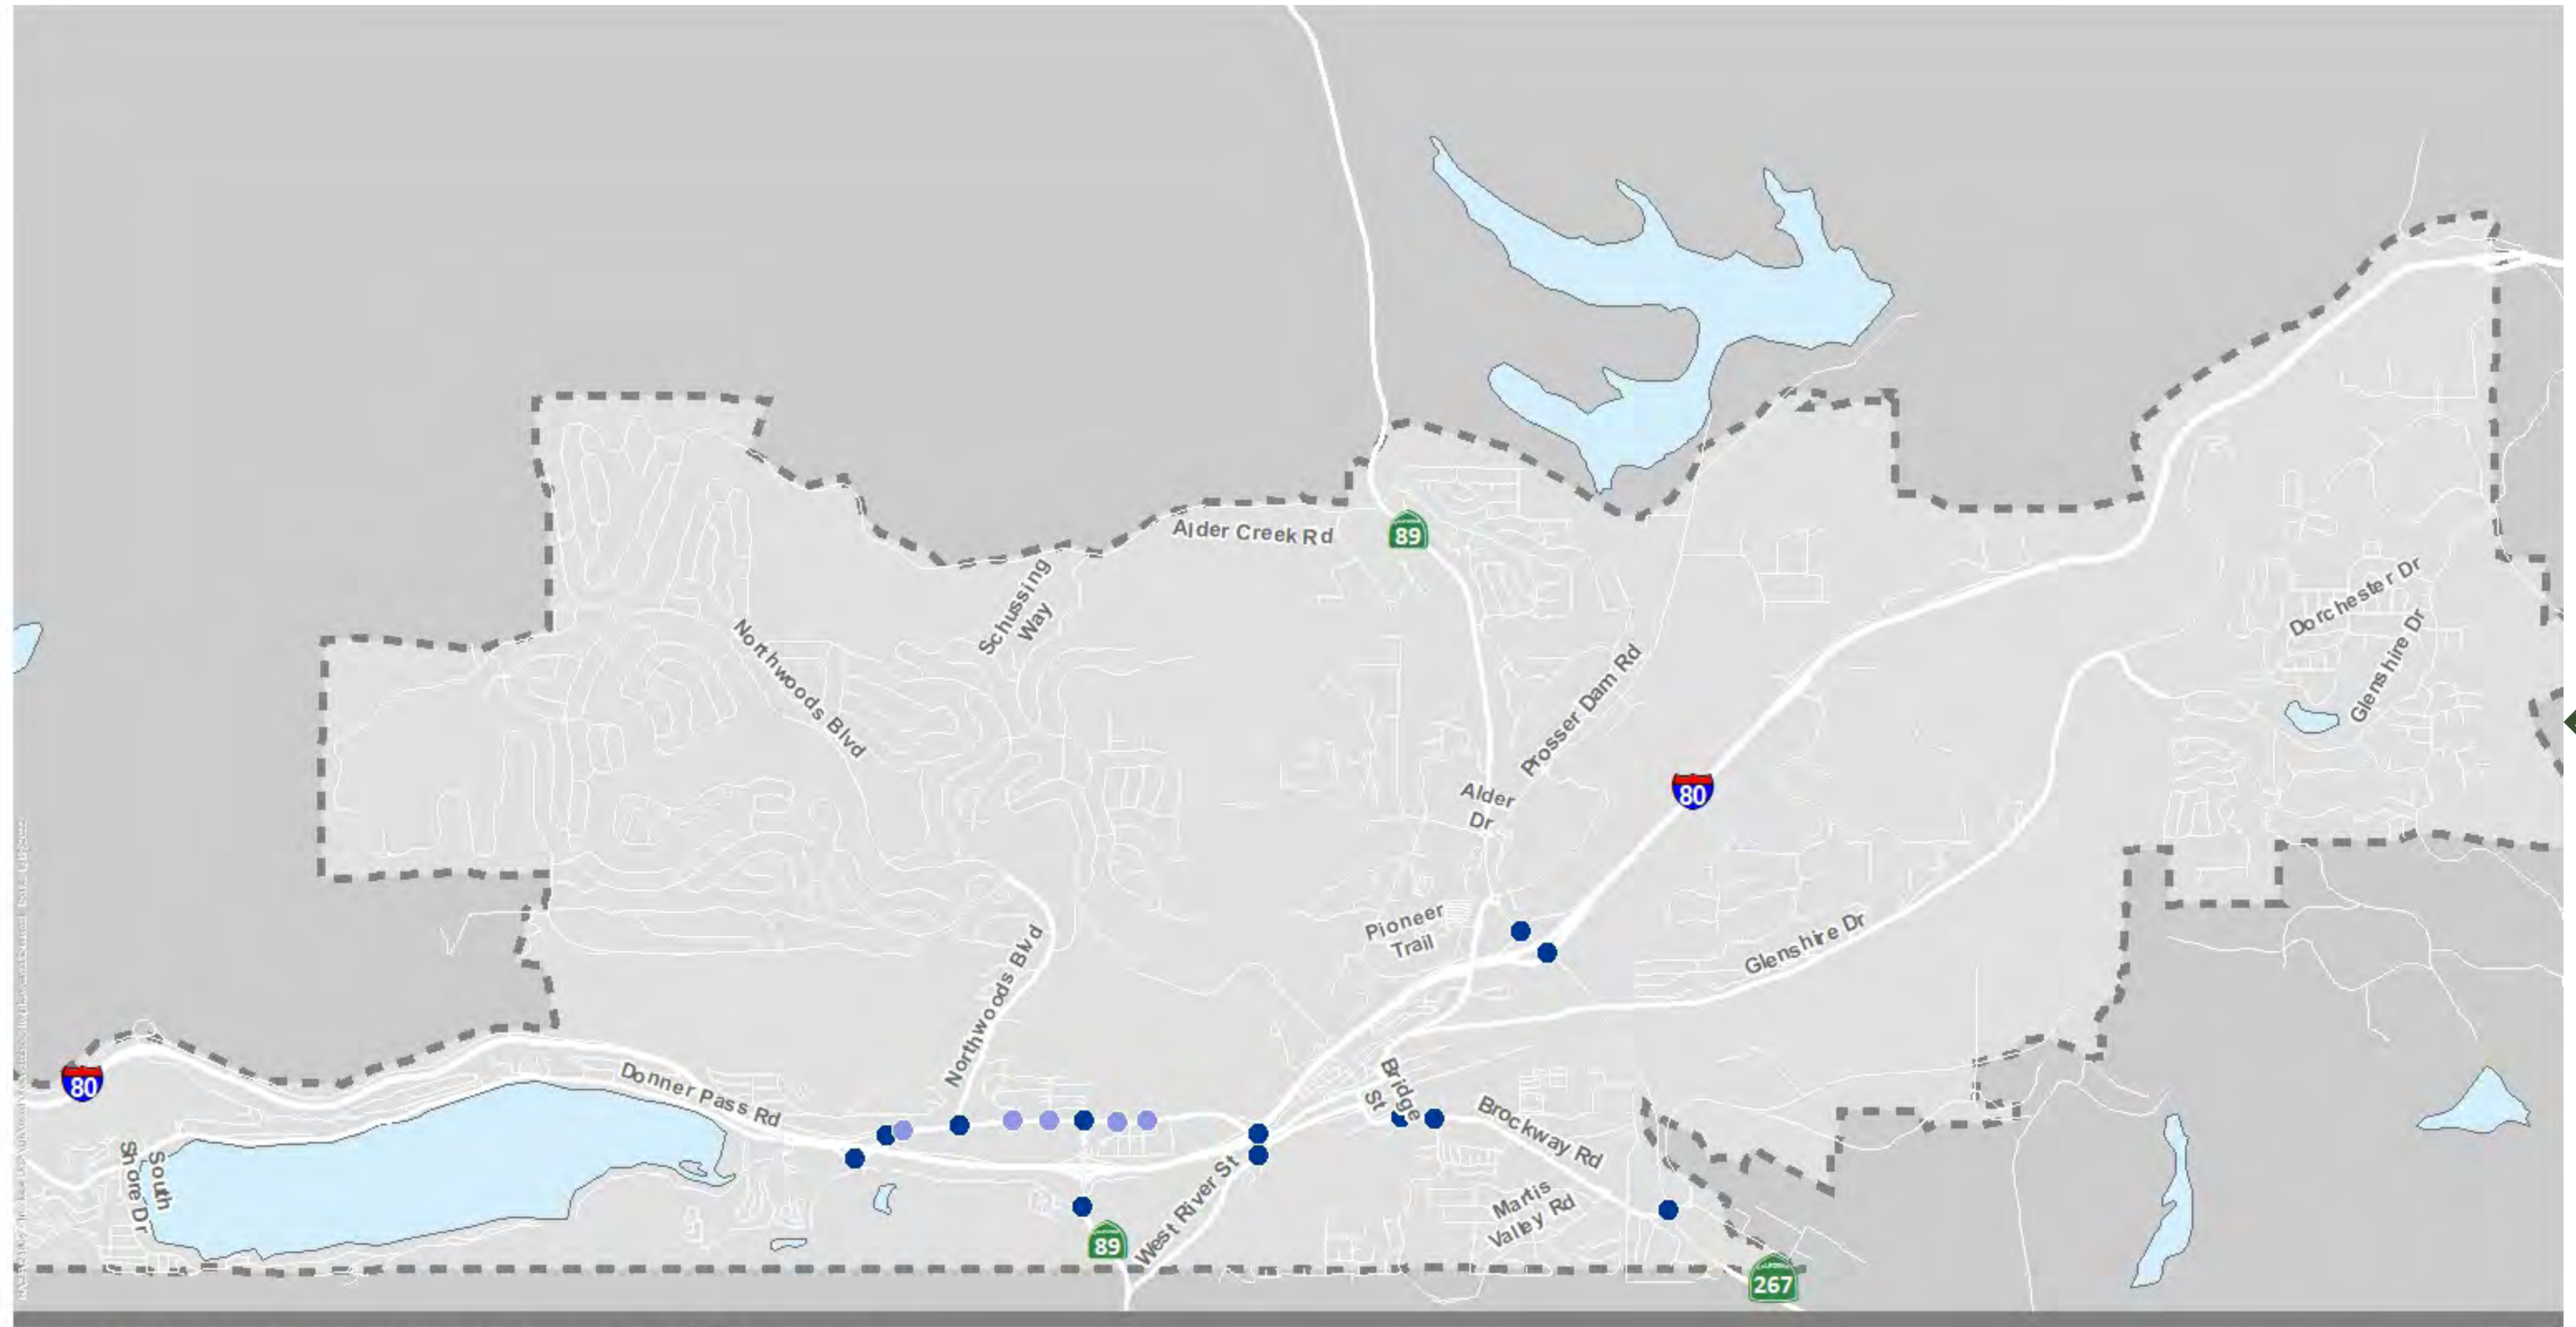 Alder Creek Rd
89
Schussing
Way
Dorchester Dr
Glenshire Dr
Northwoods Blvd
Prosser Dam Rd
Alder
Dr
80
Pioneer
Trail
Glenshire Dr
Northwoods Blvd
80
Donner Pass Rd
Bridge
St
Brockway Rd
South
Shore Dr
West River St
Martis
Valley Rd
89
267